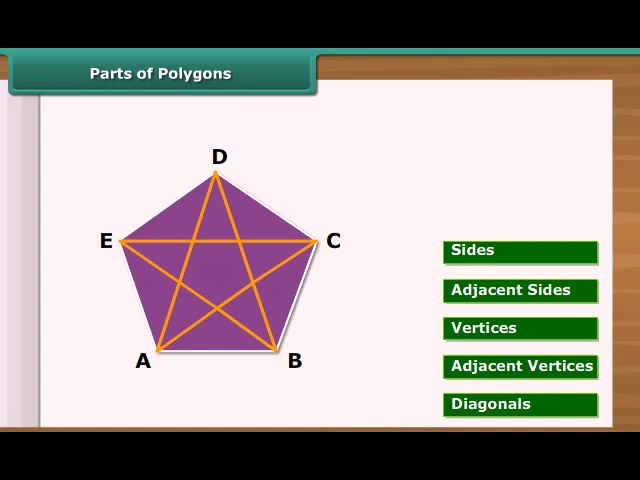 Parts of Polygons
D
E
C
A
B
Sides
Adjacent Sides
Vertices
Adjacent Vertices
Diagonals